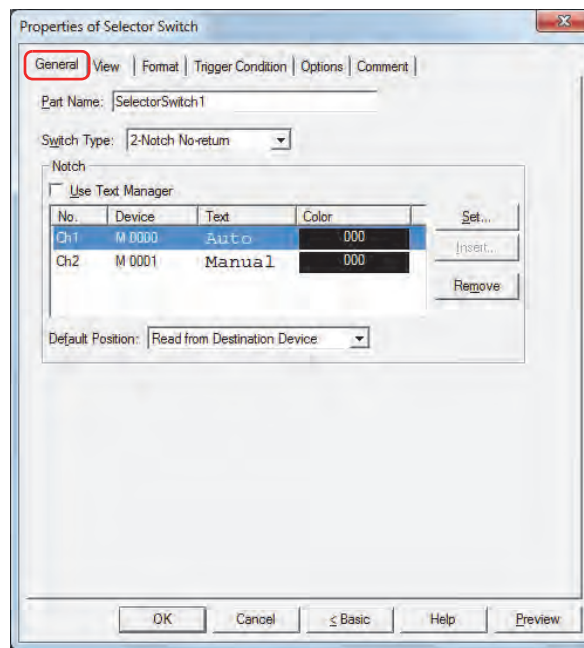 Properties of Selector Switch
General View Format Trigger Condition Options Comment
Part Name: SelectorSwitch1
Switch Type: 2-Notch No-return
Notch
Use Text Manager
No. Device Text Color
Set...
Ch1 M 0000 Auto 000
Insert...
Ch2 M 0001 Manual 000
Remove
Default Position: Read from Destination Device
OK Cancel < Basic Help Preview